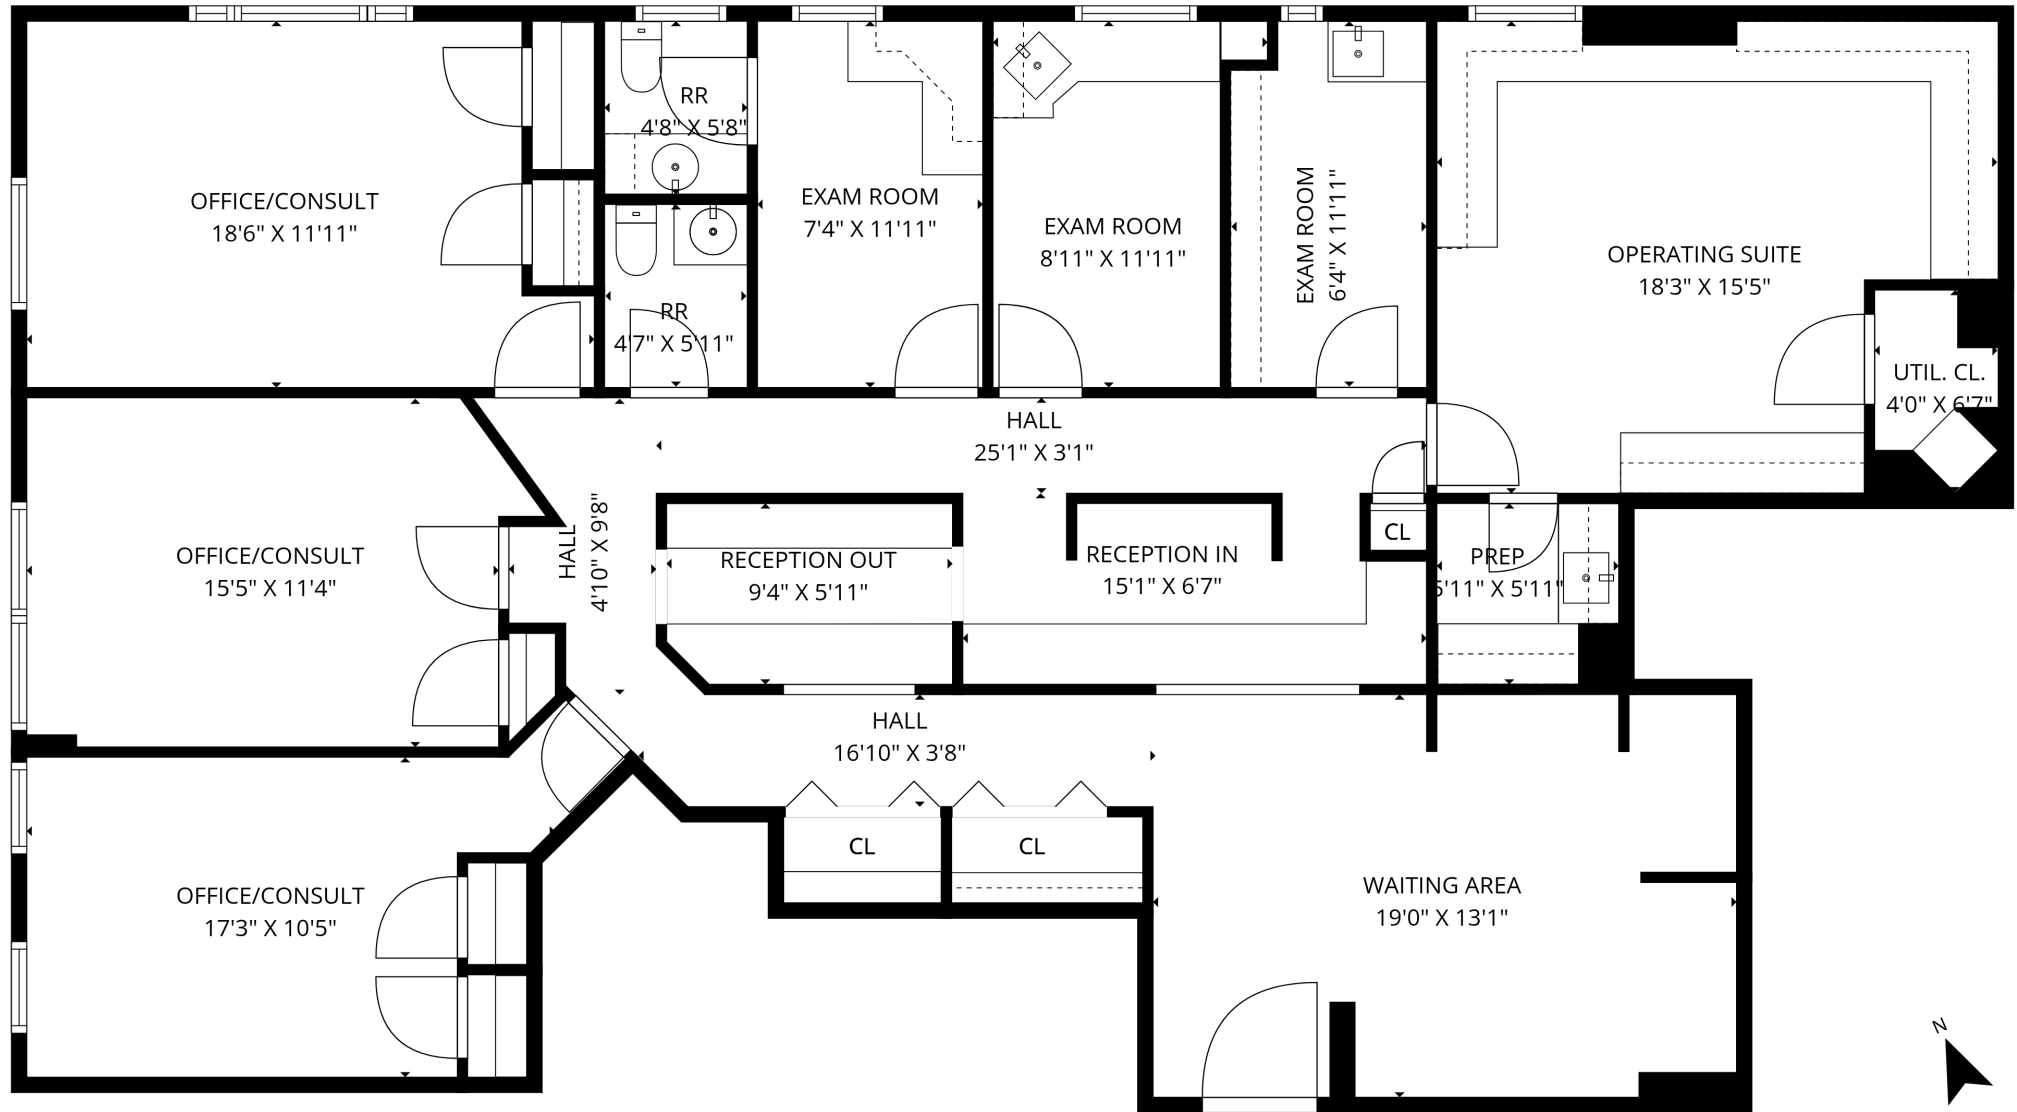 RR
4'8" X 5'8"
OFFICE/CONSULT
18'6" X 11'11"
EXAM ROOM
7'4" X 11'11"
EXAM ROOM
8'11" X 11'11"
EXAM ROOM
6'4" X 11'11"
OPERATING SUITE
18'3" X 15'5"
RR
4'7" X 5'11"
UTIL. CL.
4'0" X 6'7"
HALL
25'1" X 3'1"
HALL
4'10" X 9'8"
CL
OFFICE/CONSULT
15'5" X 11'4"
RECEPTION OUT
9'4" X 5'11"
RECEPTION IN
15'1" X 6'7"
PREP
5'11" X 5'11"
HALL
16'10" X 3'8"
CL
CL
OFFICE/CONSULT
17'3" X 10'5"
WAITING AREA
19'0" X 13'1"
N